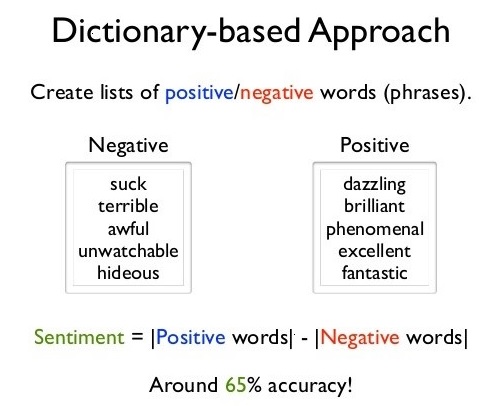 Dictionary-based Approach
Create lists of positive/negative words (phrases).
Negative
suck
terrible
awful
unwatchable
hideous
Positive
dazzling
brilliant
phenomenal
excellent
fantastic
Sentiment = |Positive words| - |Negative words|
Around 65% accuracy!